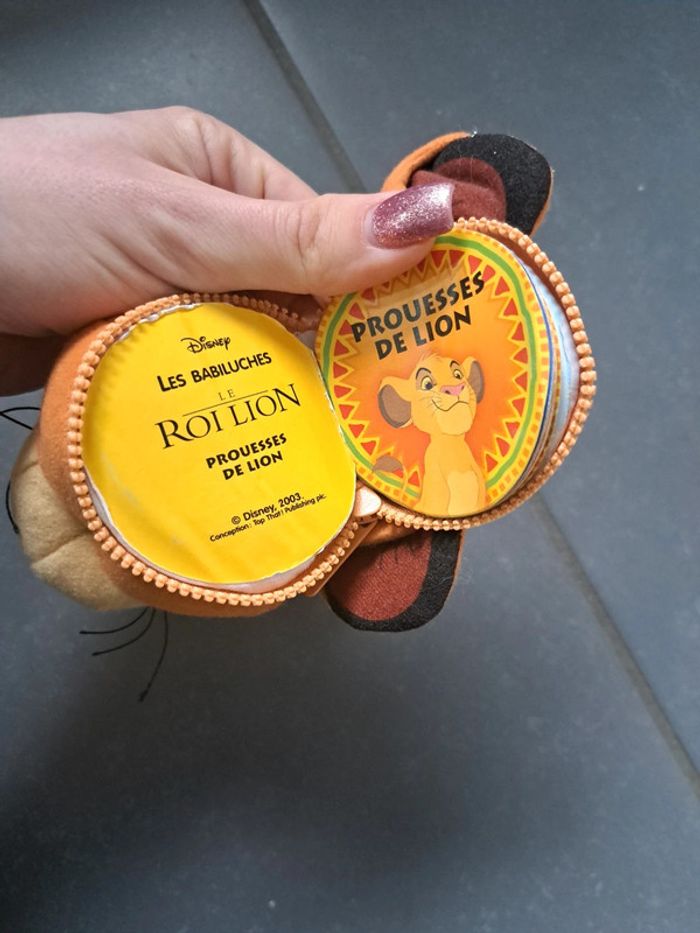 Disney
LES BABILUCHES
LE
ROI LION
PROUESSES
DE LION
© Disney, 2003.
Conception: Top That! Publishing plc.
PROUESSES
DE LION